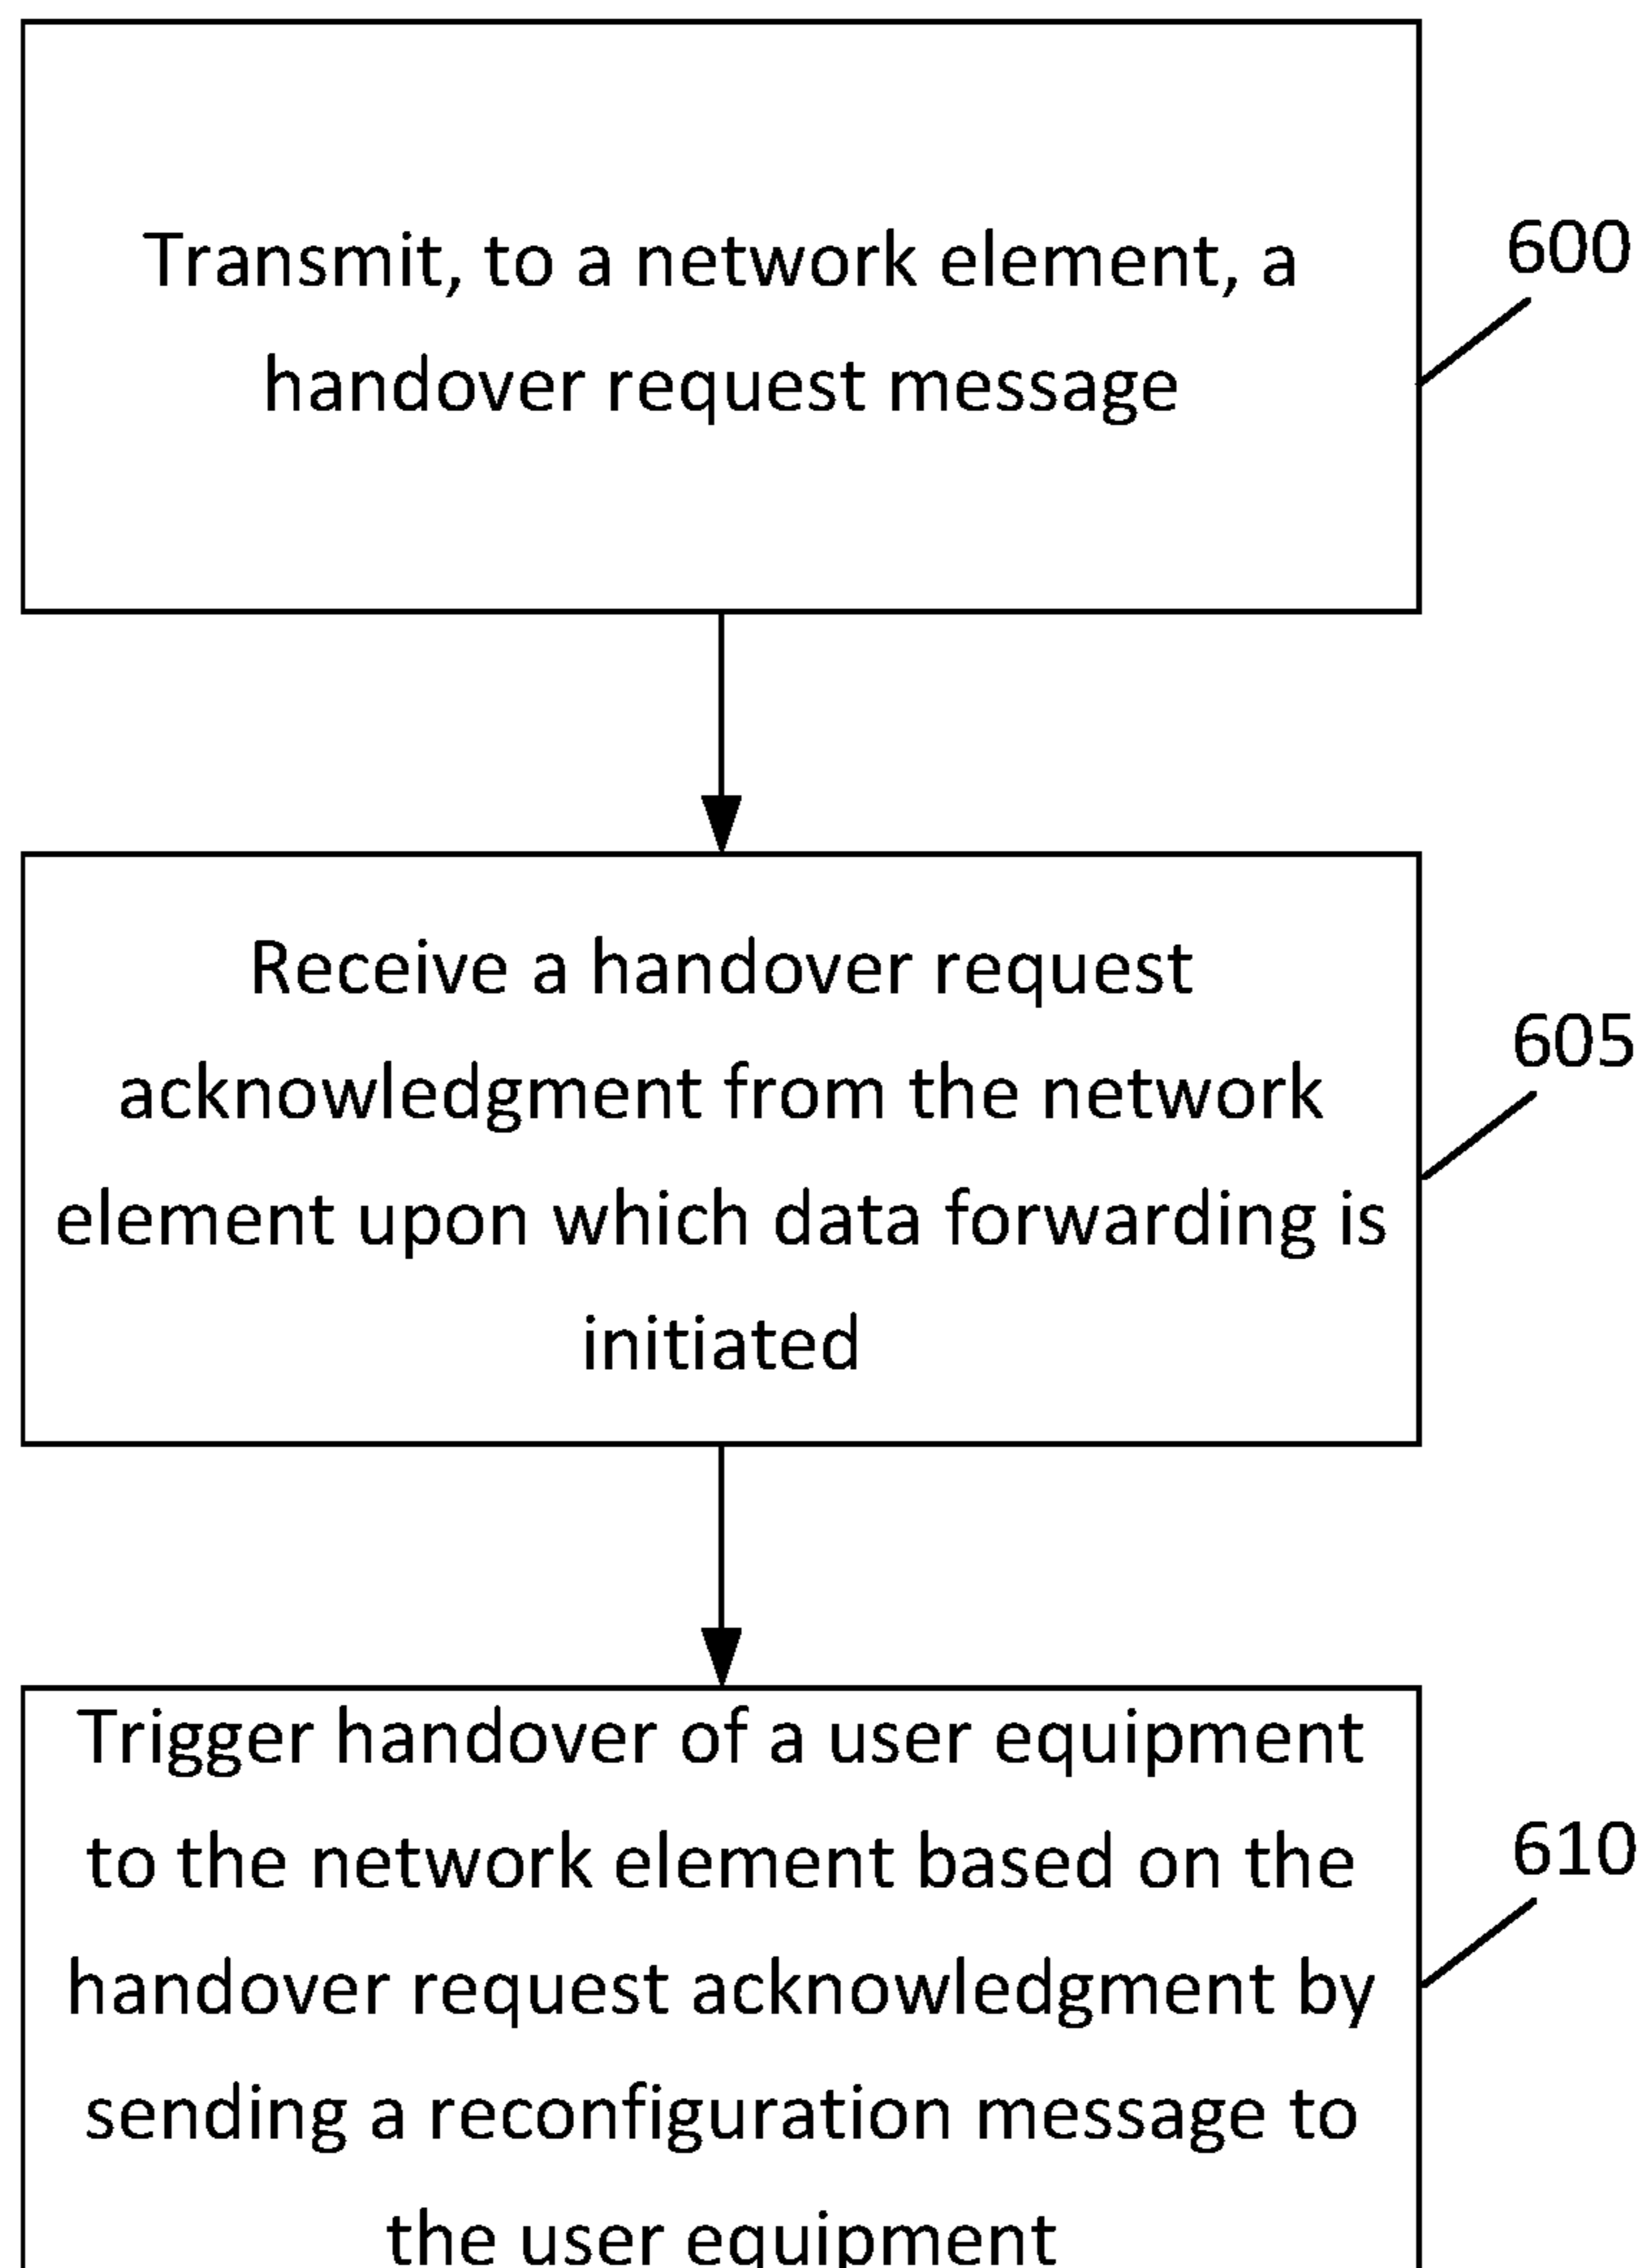 Transmit, to a network element, a
handover request message
600
Receive a handover request
acknowledgment from the network
element upon which data forwarding is
initiated
605
Trigger handover of a user equipment
to the network element based on the
handover request acknowledgment by
sending a reconfiguration message to
the user equipment
610